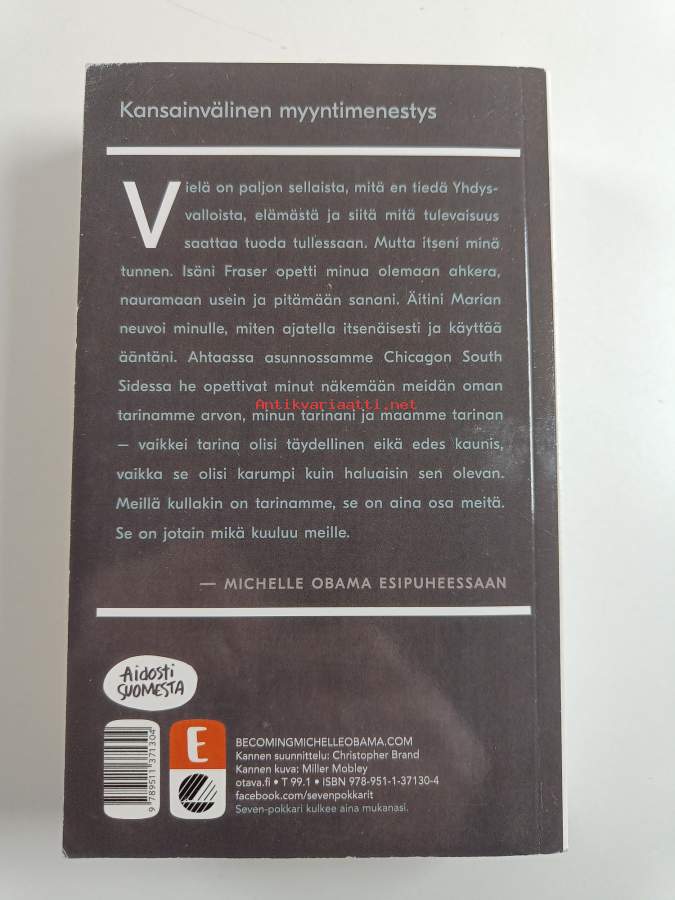 Kansainvälinen myyntimenestys
Vielä on paljon sellaista, mitä en tiedä Yhdys-
valloista, elämästä ja siitä mitä tulevaisuus
saattaa tuoda tullessaan. Mutta itseni minä
tunnen. Isäni Fraser opetti minua olemaan ahkera,
nauramaan usein ja pitämään sanani. Äitini Marian
neuvoi minulle, miten ajatella itsenäisesti ja käyttää
ääntäni. Ahtaassa asunnossamme Chicagon South
Sidessa he opettivat minut näkemään meidän oman
Antikvariaatti.net
tarinamme arvon, minun tarinani ja maamme tarinan
– vaikkei tarina olisi täydellinen eikä edes kaunis,
vaikka se olisi karumpi kuin haluaisin sen olevan.
Meillä kullakin on tarinamme, se on aina osa meitä.
Se on jotain mikä kuuluu meille.
— MICHELLE OBAMA ESIPUHEESSAAN
Aidosti
SUOMESTA
9 789511 371304
E
BECOMINGMICHELLEOBAMA.COM
Kannen suunnittelu: Christopher Brand
Kannen kuva: Miller Mobley
otava.fi • T 99.1 • ISBN 978-951-1-37130-4
facebook.com/sevenpokkarit
Seven-pokkari kulkee aina mukanasi.